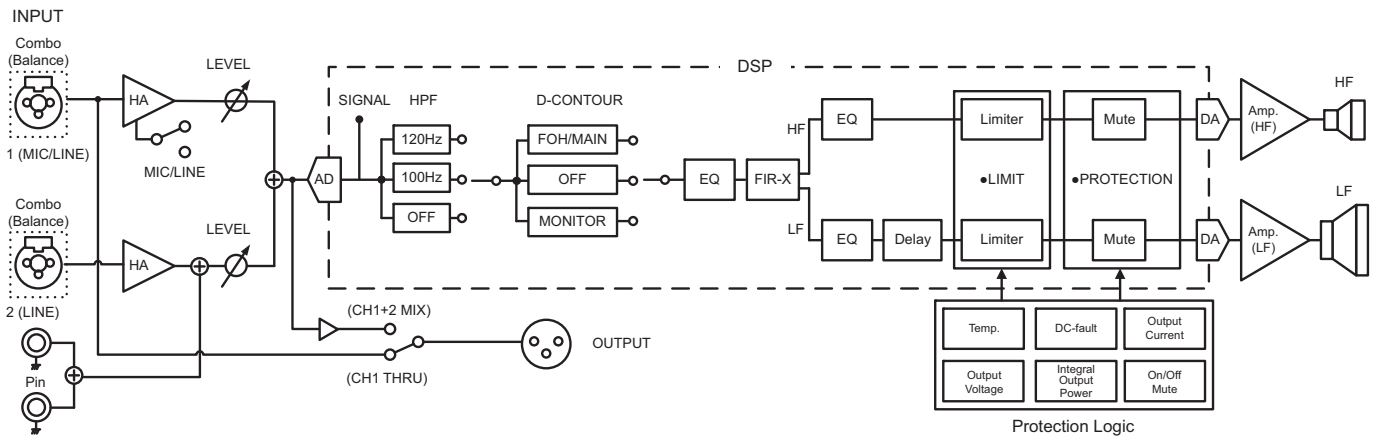 INPUT
Combo
(Balance)
HA
LEVEL
1 (MIC/LINE)
MIC/LINE
Combo
(Balance)
HA
LEVEL
2 (LINE)
Pin
DSP
SIGNAL
HPF
D-CONTOUR
AD
120Hz
100Hz
OFF
FOH/MAIN
OFF
MONITOR
EQ
FIR-X
HF
EQ
Limiter
Mute
DA
Amp.
(HF)
HF
•LIMIT
•PROTECTION
LF
EQ
Delay
Limiter
Mute
DA
Amp.
(LF)
LF
(CH1+2 MIX)
(CH1 THRU)
OUTPUT
Temp.
DC-fault
Output
Current
Output
Voltage
Integral
Output
Power
On/Off
Mute
Protection Logic